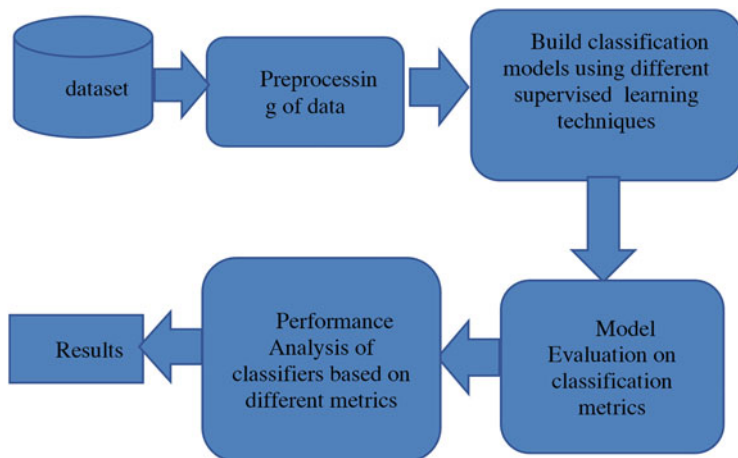 dataset
Preprocessin
g of data
Build classification
models using different
supervised learning
techniques
Model
Evaluation on
classification
metrics
Performance
Analysis of
classifiers based on
different metrics
Results